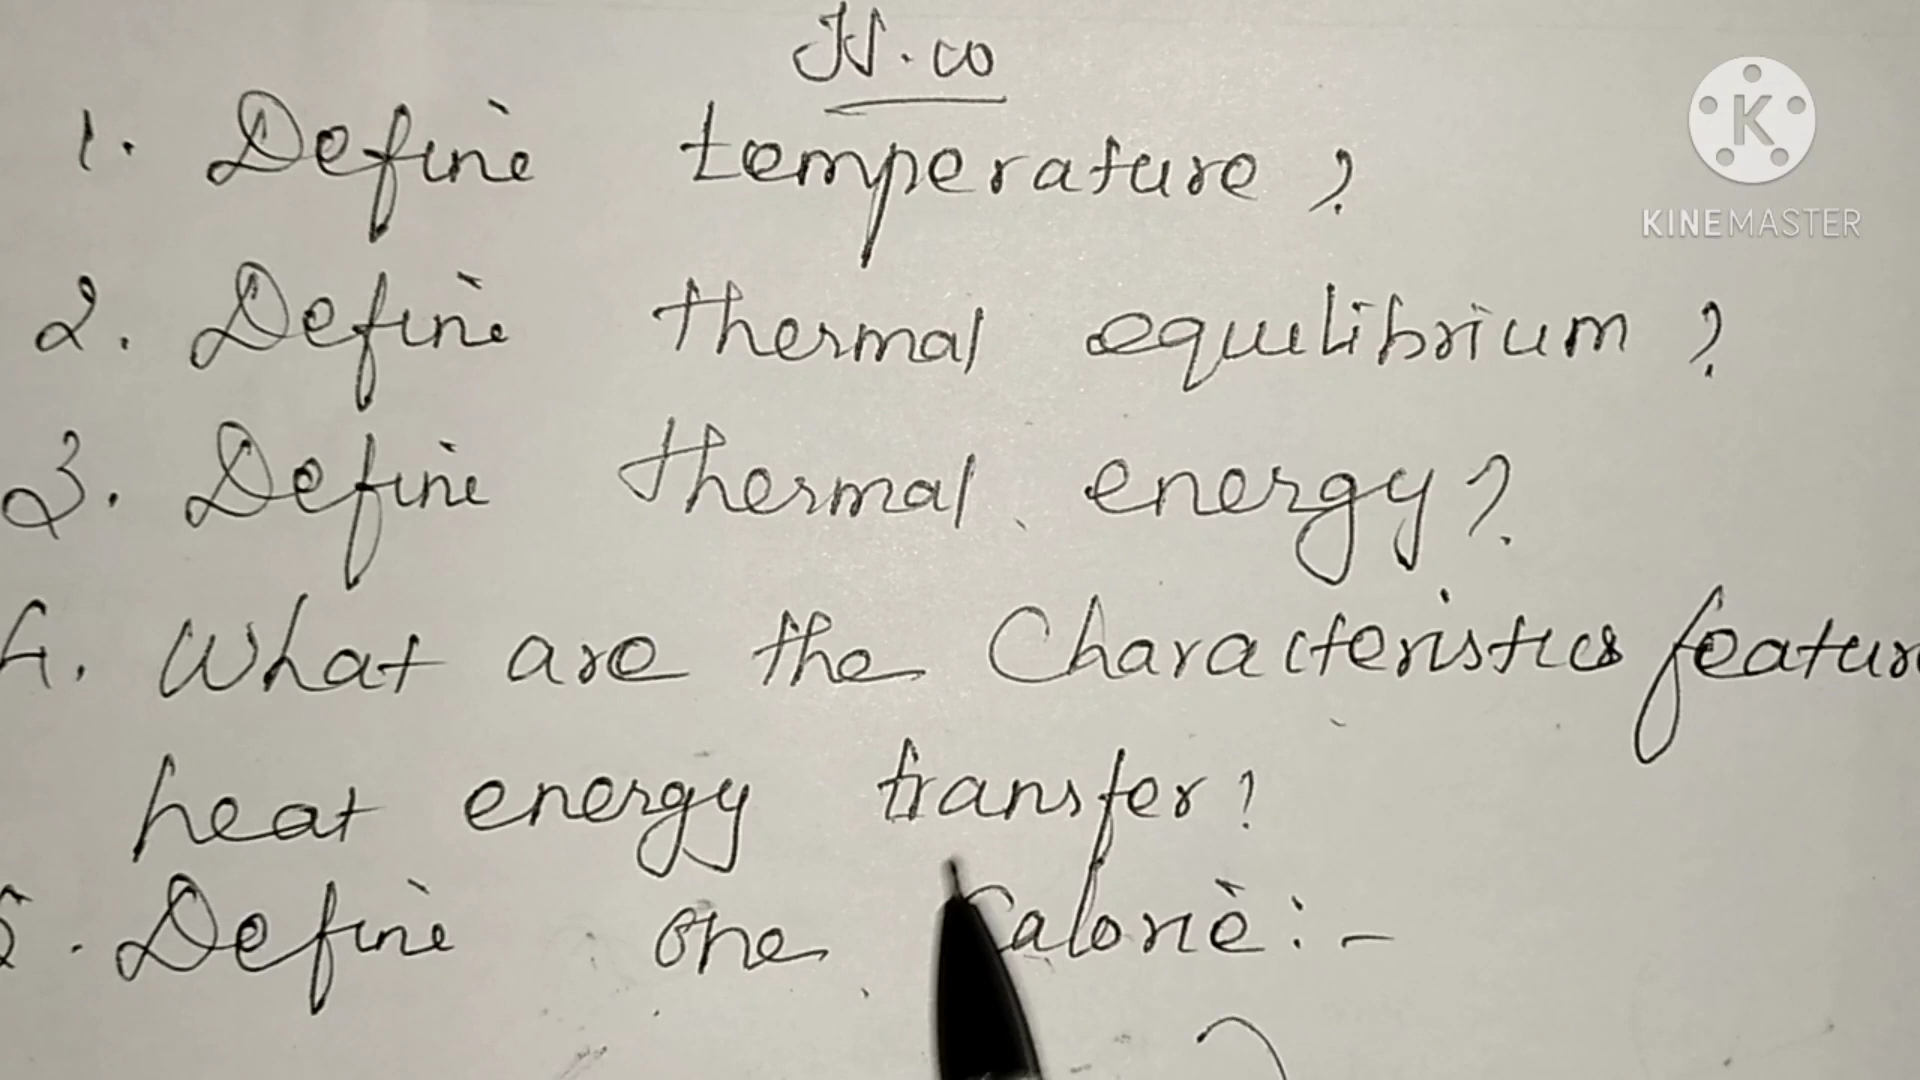 H.W
1. Define temperature ?
KINEMASTER
2. Define thermal equilibrium ?
3. Define thermal energy ?
4. What are the Characteristics featur
heat energy transfer ?
5. Define one Calorie :-